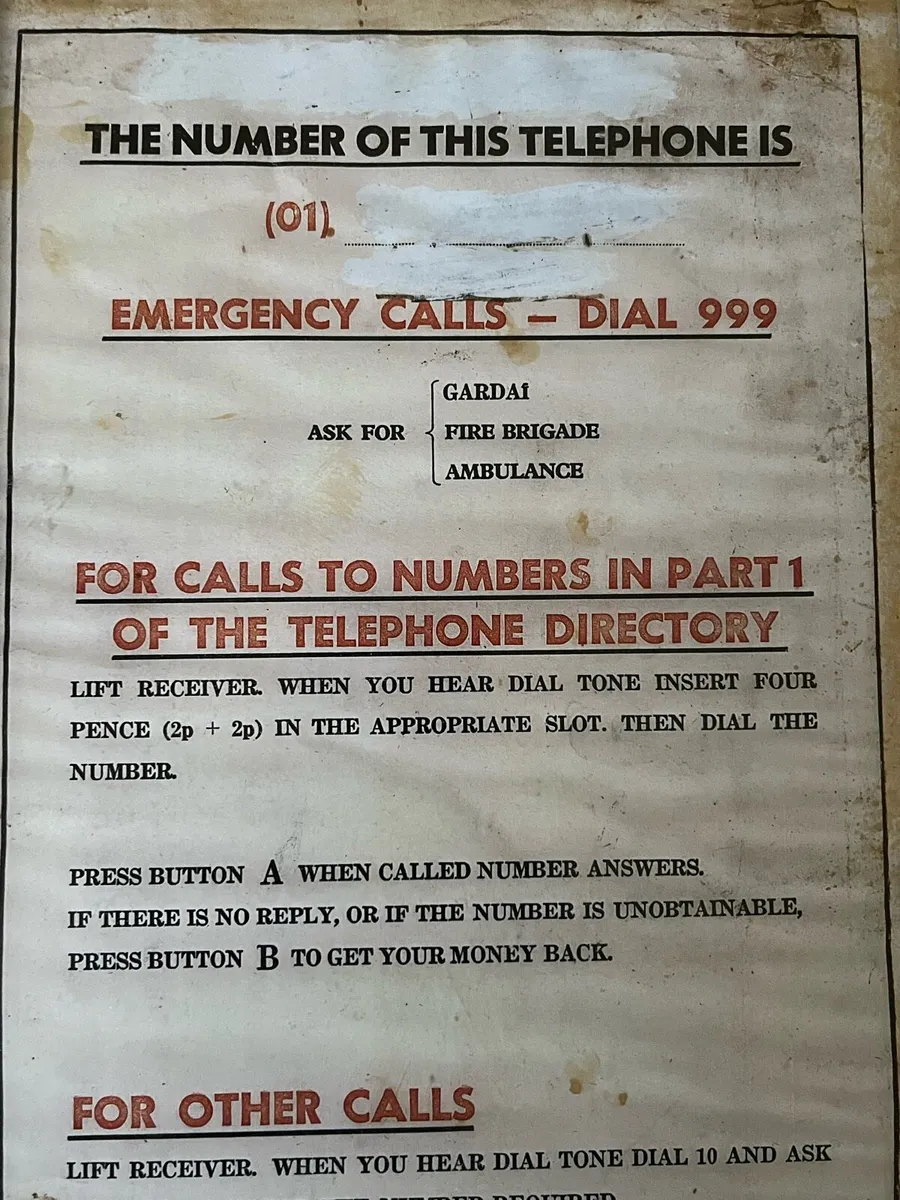 THE NUMBER OF THIS TELEPHONE IS
(01).
EMERGENCY CALLS — DIAL 999
GARDAÍ
ASK FOR FIRE BRIGADE
AMBULANCE
FOR CALLS TO NUMBERS IN PART 1
OF THE TELEPHONE DIRECTORY
LIFT RECEIVER. WHEN YOU HEAR DIAL TONE INSERT FOUR
PENCE (2p + 2p) IN THE APPROPRIATE SLOT. THEN DIAL THE
NUMBER.
PRESS BUTTON A WHEN CALLED NUMBER ANSWERS.
IF THERE IS NO REPLY, OR IF THE NUMBER IS UNOBTAINABLE,
PRESS BUTTON B TO GET YOUR MONEY BACK.
FOR OTHER CALLS
LIFT RECEIVER. WHEN YOU HEAR DIAL TONE DIAL 10 AND ASK
NUMBER REQUIRED